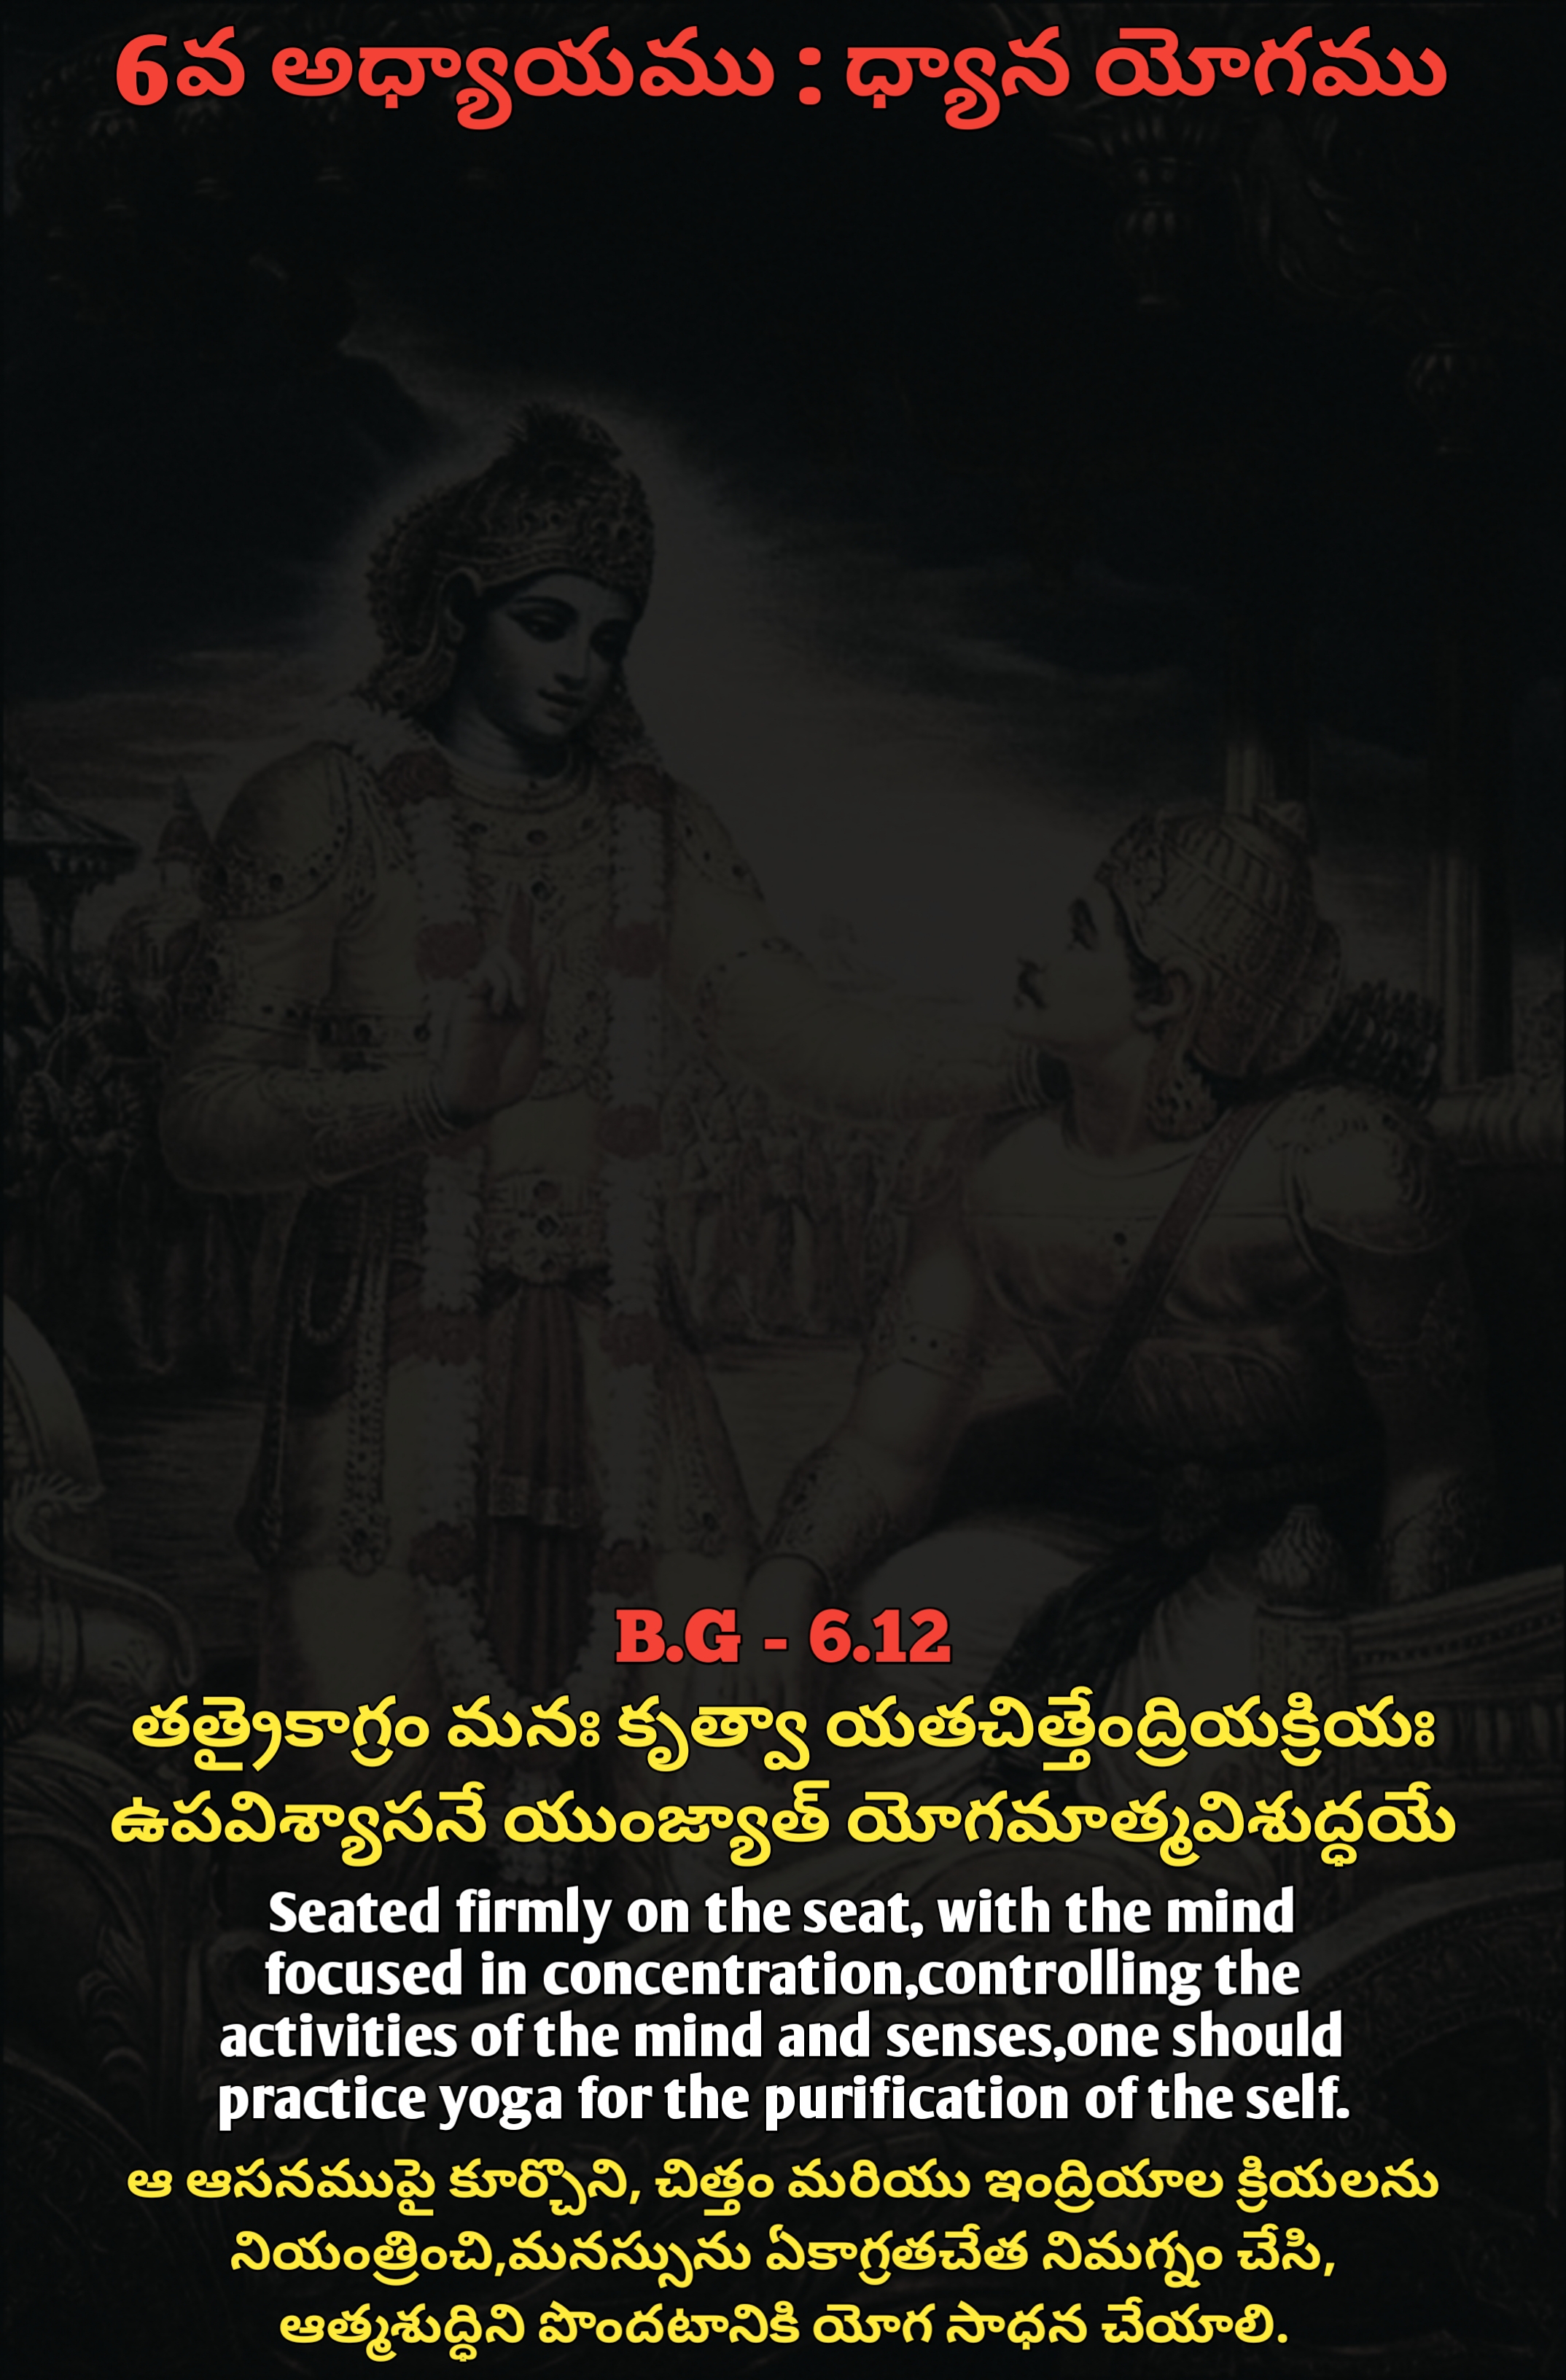 6వ అధ్యాయము : ధ్యాన యోగము
B.G - 6.12
తత్రైకాగ్రం మనః కృత్వా యతచిత్తేంద్రియక్రియః
ఉపవిశ్యాసనే యుంజ్యాత్ యోగమాత్మవిశుద్ధయే
Seated firmly on the seat, with the mind
focused in concentration,controlling the
activities of the mind and senses,one should
practice yoga for the purification of the self.
ఆ ఆసనముపై కూర్చొని, చిత్తం మరియు ఇంద్రియాల క్రియలను
నియంత్రించి,మనస్సును ఏకాగ్రతచేత నిమగ్నం చేసి,
ఆత్మశుద్ధిని పొందటానికి యోగ సాధన చేయాలి.